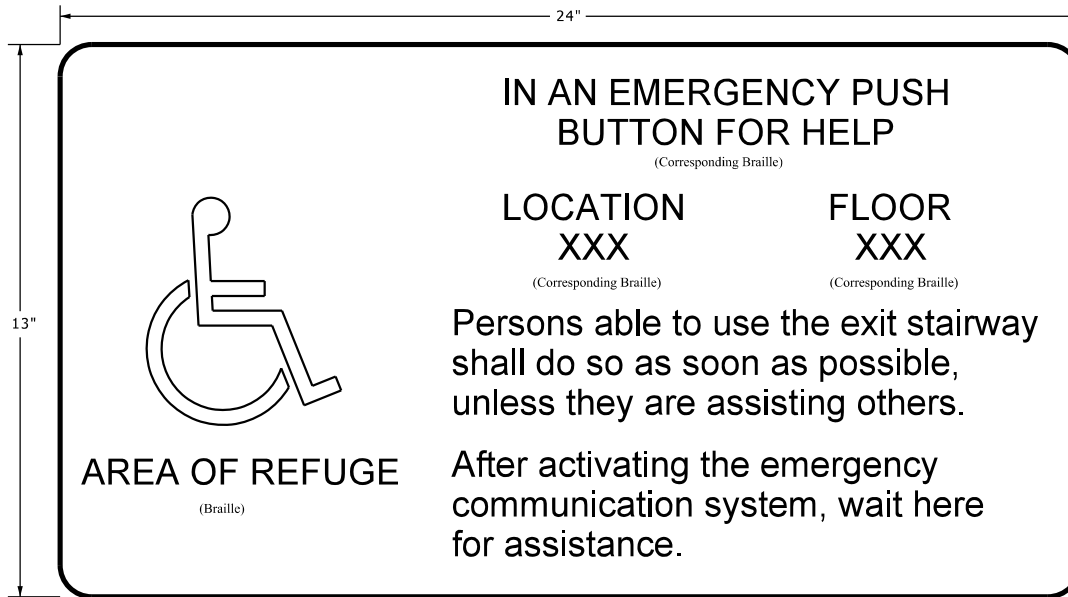 24"
13"
IN AN EMERGENCY PUSH
BUTTON FOR HELP
(Corresponding Braille)
LOCATION
XXX
(Corresponding Braille)
FLOOR
XXX
(Corresponding Braille)
Persons able to use the exit stairway
shall do so as soon as possible,
unless they are assisting others.
After activating the emergency
communication system, wait here
for assistance.
AREA OF REFUGE
(Braille)